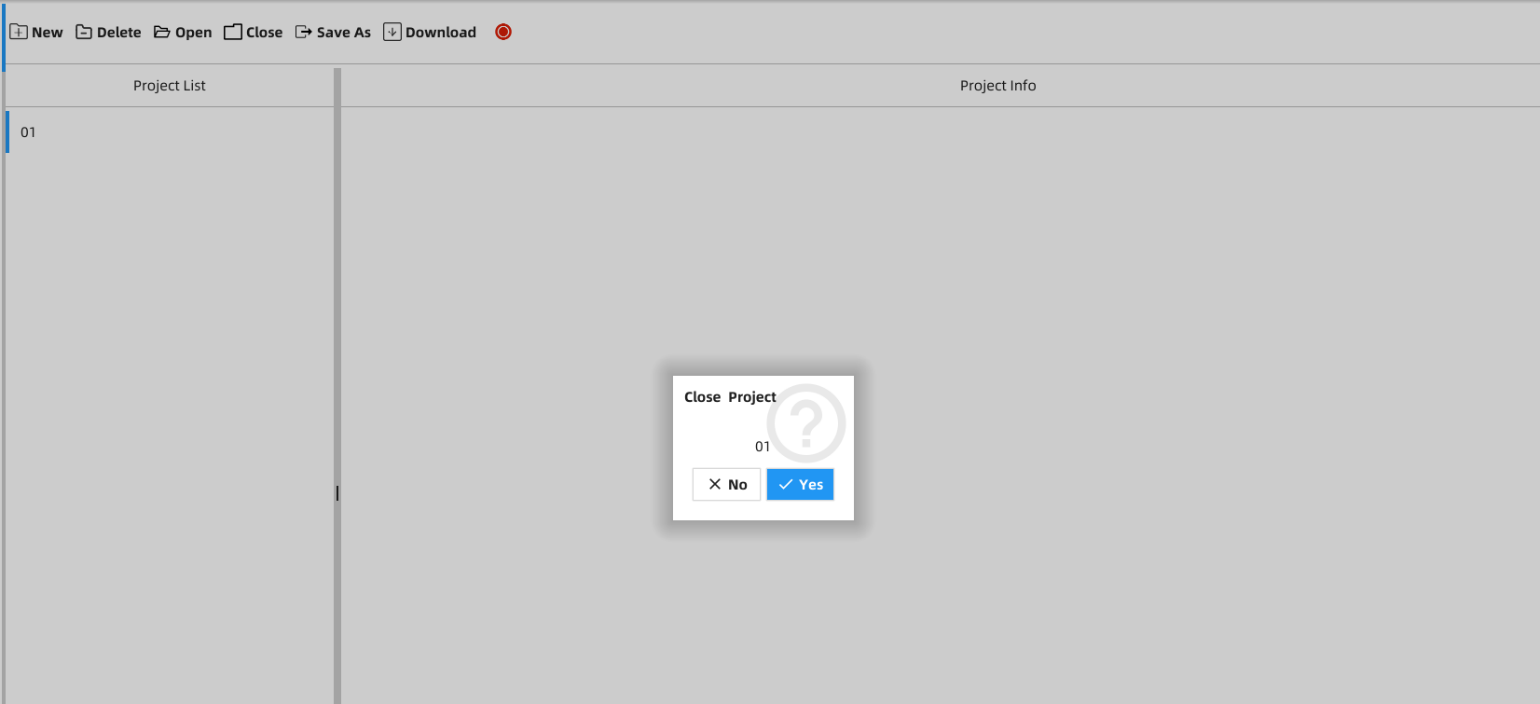 New Delete Open Close Save As Download
Project List Project Info
01
Close Project
01
No Yes